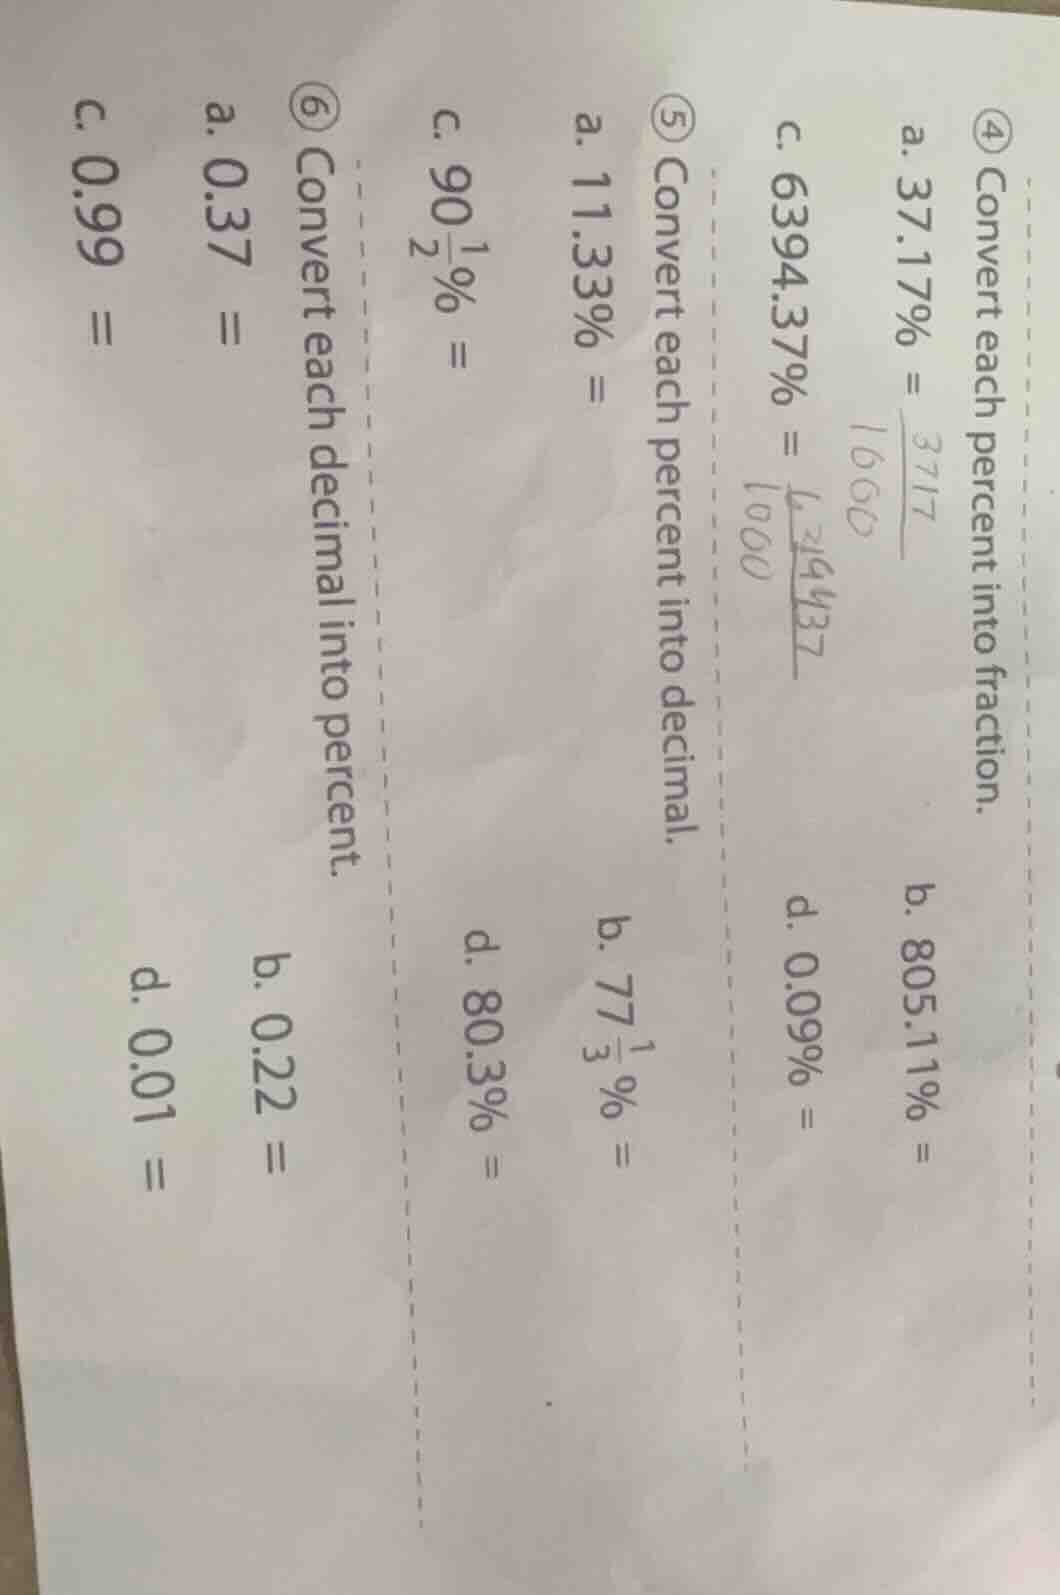 ④ Convert each percent into fraction.
a. 37.17% = 3717/1000
b. 805.11% =
c. 6394.37% = 639437/1000
d. 0.09% =
⑤ Convert each percent into decimal.
a. 11.33% =
b. 77 1/3 % =
c. 90 1/2 % =
d. 80.3% =
⑥ Convert each decimal into percent.
a. 0.37 =
b. 0.22 =
c. 0.99 =
d. 0.01 =